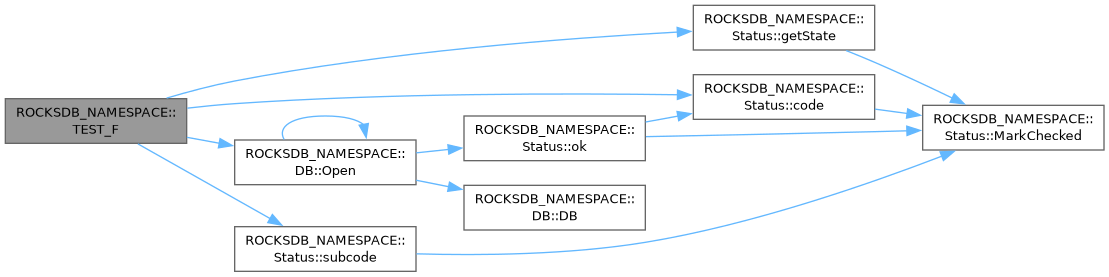 ROCKSDB_NAMESPACE::
TEST_F
ROCKSDB_NAMESPACE::
Status::getState
ROCKSDB_NAMESPACE::
Status::code
ROCKSDB_NAMESPACE::
Status::MarkChecked
ROCKSDB_NAMESPACE::
DB::Open
ROCKSDB_NAMESPACE::
Status::ok
ROCKSDB_NAMESPACE::
DB::DB
ROCKSDB_NAMESPACE::
Status::subcode